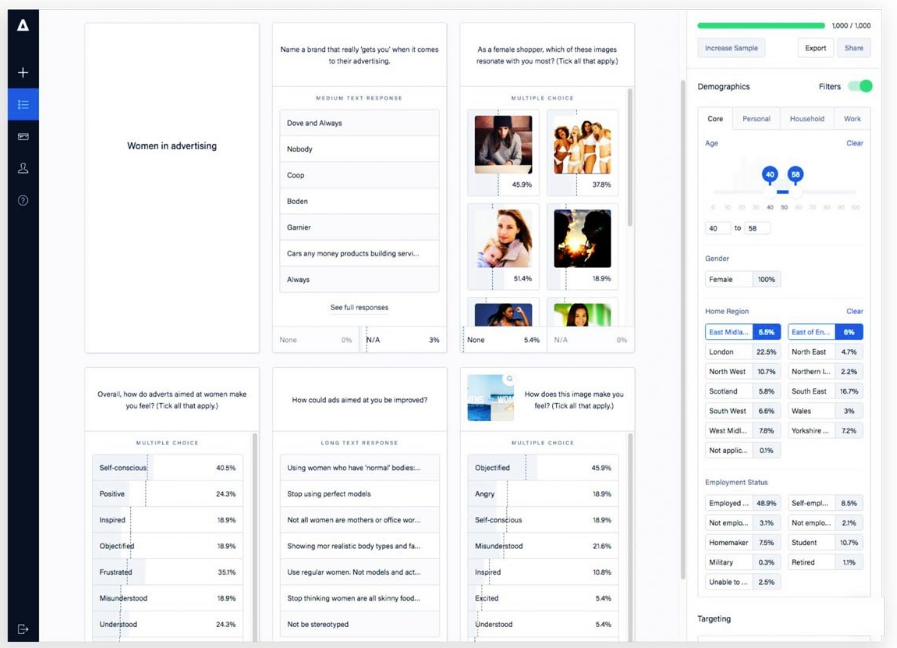 1,000 / 1,000
Increase Sample
Export
Share
Women in advertising
Name a brand that really 'gets you' when it comes
to their advertising.
MEDIUM TEXT RESPONSE
Dove and Always
Nobody
Coop
Boden
Garnier
Cars any money products building servi...
Always
See full responses
None 0%
N/A 3%
As a female shopper, which of these images
resonate with you most? (Tick all that apply.)
MULTIPLE CHOICE
45.9%
37.8%
51.4%
18.9%
None 5.4%
N/A 0%
Overall, how do adverts aimed at women make
you feel? (Tick all that apply.)
MULTIPLE CHOICE
Self-conscious 40.5%
Positive 24.3%
Inspired 18.9%
Objectified 18.9%
Frustrated 35.1%
Misunderstood 18.9%
Understood 24.3%
How could ads aimed at you be improved?
LONG TEXT RESPONSE
Using women who have 'normal' bodies:...
Stop using perfect models
Not all women are mothers or office wor...
Showing mor realistic body types and fa...
Use regular women. Not models and act...
Stop thinking women are all skinny food...
Not be stereotyped
How does this image make you
feel? (Tick all that apply.)
MULTIPLE CHOICE
Objectified 45.9%
Angry 18.9%
Self-conscious 18.9%
Misunderstood 21.6%
Inspired 10.8%
Excited 5.4%
Understood 5.4%
Demographics
Filters
Core Personal Household Work
Age Clear
40 58
0 10 20 30 40 50 60 70 80 90 100
40 to 58
Gender
Female 100%
Home Region Clear
East Midla... 5.5% East of En... 6%
London 22.5% North East 4.7%
North West 10.7% Northern I... 2.2%
Scotland 5.8% South East 16.7%
South West 6.6% Wales 3%
West Midl... 7.8% Yorkshire ... 7.2%
Not applic... 0.1%
Employment Status
Employed ... 48.9% Self-empl... 8.5%
Not emplo... 3.1% Not emplo... 2.1%
Homemaker 7.5% Student 10.7%
Military 0.3% Retired 1.1%
Unable to ... 2.5%
Targeting